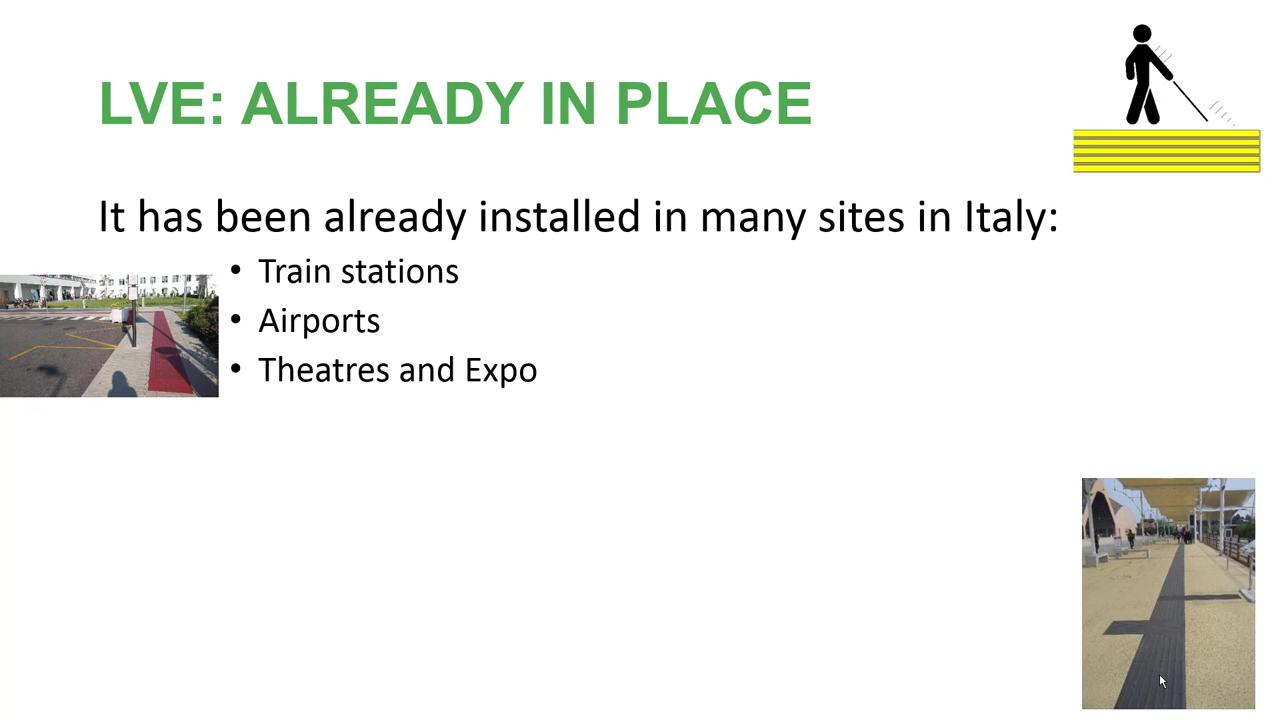 LVE: ALREADY IN PLACE
It has been already installed in many sites in Italy:
• Train stations
• Airports
• Theatres and Expo